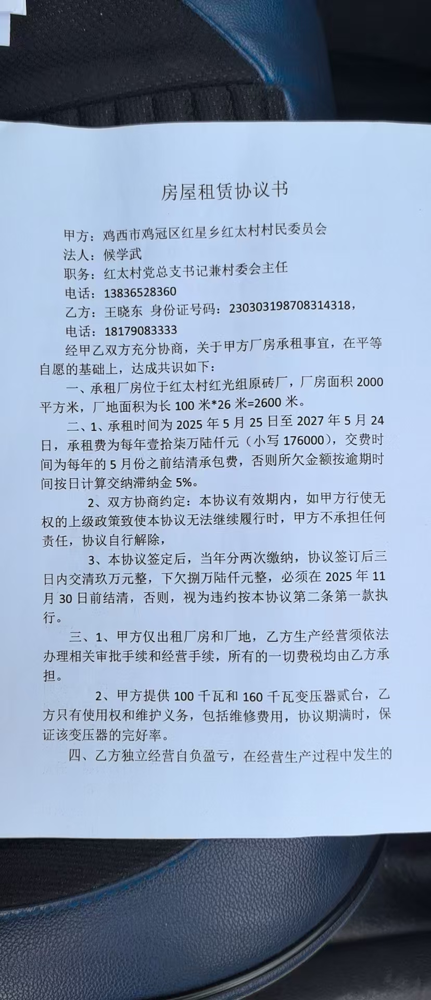 房屋租赁协议书
甲方：鸡西市鸡冠区红星乡红太村村民委员会
法人：候学武
职务：红太村党总支书记兼村委会主任
电话：13836528360
乙方：王晓东 身份证号码：230303198708314318，
电话：18179083333
经甲乙双方充分协商，关于甲方厂房承租事宜，在平等
自愿的基础上，达成共识如下：
一、承租厂房位于红太村红光组原砖厂，厂房面积 2000
平方米，厂地面积为长 100 米*26 米=2600 米。
二、1、承租时间为 2025 年 5 月 25 日至 2027 年 5 月 24
日，承租费为每年壹拾柒万陆仟元（小写 176000），交费时
间为每年的 5 月份之前结清承包费，否则所欠金额按逾期时
间按日计算交纳滞纳金 5%。
2、双方协商约定：本协议有效期内，如甲方行使无
权的上级政策致使本协议无法继续履行时，甲方不承担任何
责任，协议自行解除，
3、本协议签定后，当年分两次缴纳，协议签订后三
日内交清玖万元整，下欠捌万陆仟元整，必须在 2025 年 11
月 30 日前结清，否则，视为违约按本协议第二条第一款执
行。
三、1、甲方仅出租厂房和厂地，乙方生产经营须依法
办理相关审批手续和经营手续，所有的一切费税均由乙方承
担。
2、甲方提供 100 千瓦和 160 千瓦变压器贰台，乙
方只有使用权和维护义务，包括维修费用，协议期满时，保
证该变压器的完好率。
四、乙方独立经营自负盈亏，在经营生产过程中发生的